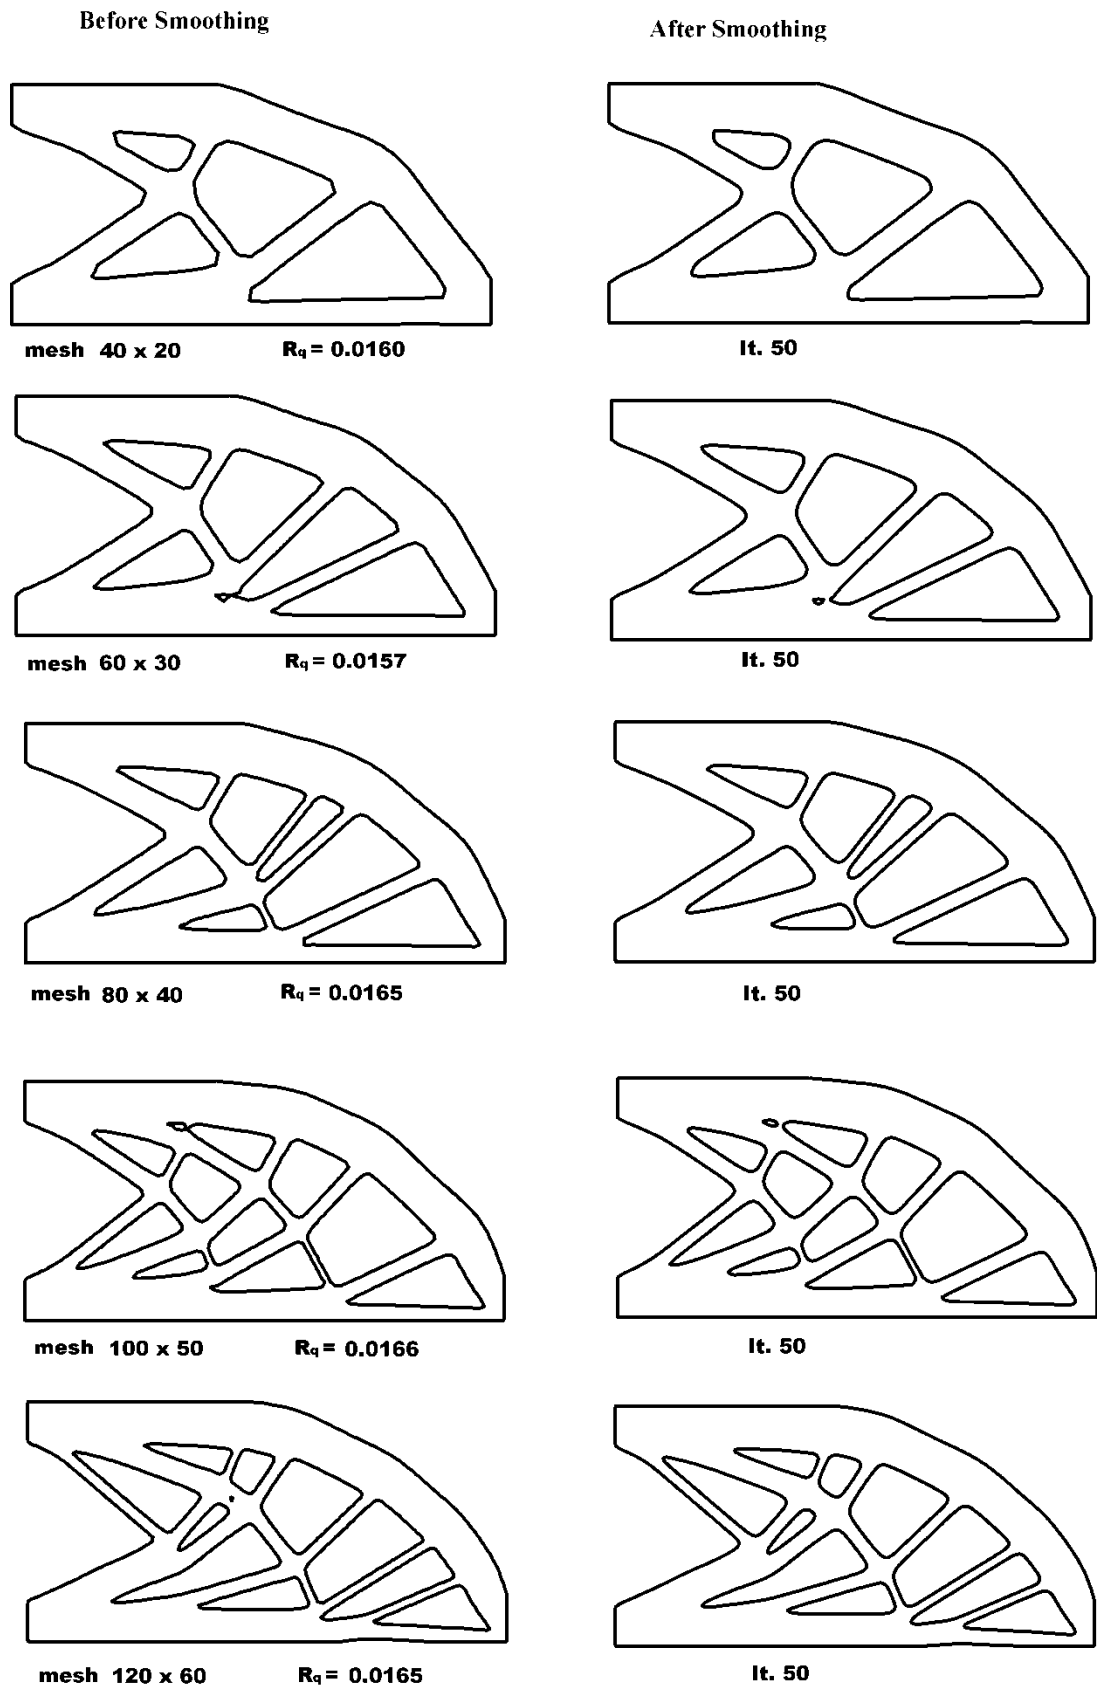 Before Smoothing
After Smoothing
mesh 40 x 20 Rq = 0.0160
It. 50
mesh 60 x 30 Rq = 0.0157
It. 50
mesh 80 x 40 Rq = 0.0165
It. 50
mesh 100 x 50 Rq = 0.0166
It. 50
mesh 120 x 60 Rq = 0.0165
It. 50